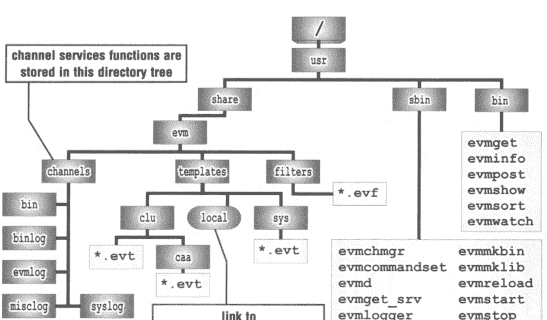 /
channel services functions are
stored in this directory tree
usr
share
sbin
bin
evm
channels
templates
filters
evmget
evminfo
evmpost
evmshow
evmsort
evmwatch
*.evf
bin
clu
local
sys
binlog
*.evt
caa
*.evt
*.evt
evmlog
evmchmgr evmmkbin
evmcommandset evmmklib
evmd evmreload
evmget_srv evmstart
evmlogger evmstop
misclog
syslog
link to